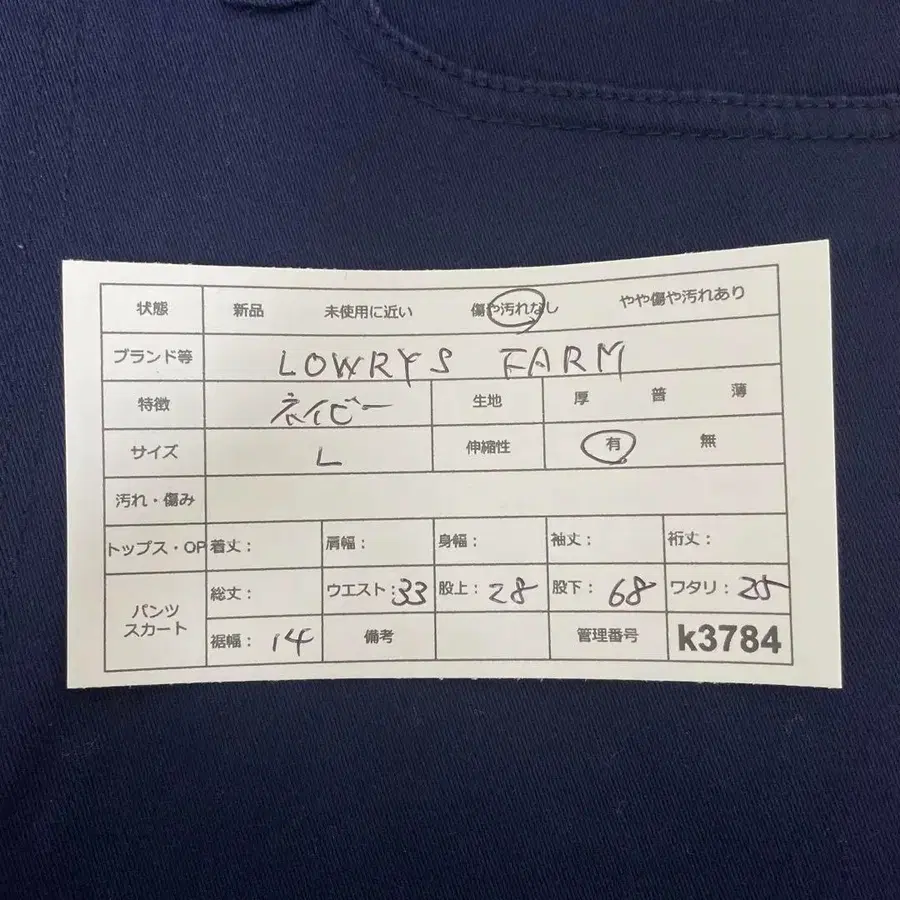 状態 新品 未使用に近い 傷や汚れなし やや傷や汚れあり
ブランド等 LOWRYS FARM
特徴 ネイビー 生地 厚 普 薄
サイズ L 伸縮性 有 無
汚れ・傷み
トップス・OP 着丈: 肩幅: 身幅: 袖丈: 裄丈:
パンツ スカート 総丈: ウエスト:33 股上:28 股下:68 ワタリ:25
裾幅:14 備考 管理番号 k3784